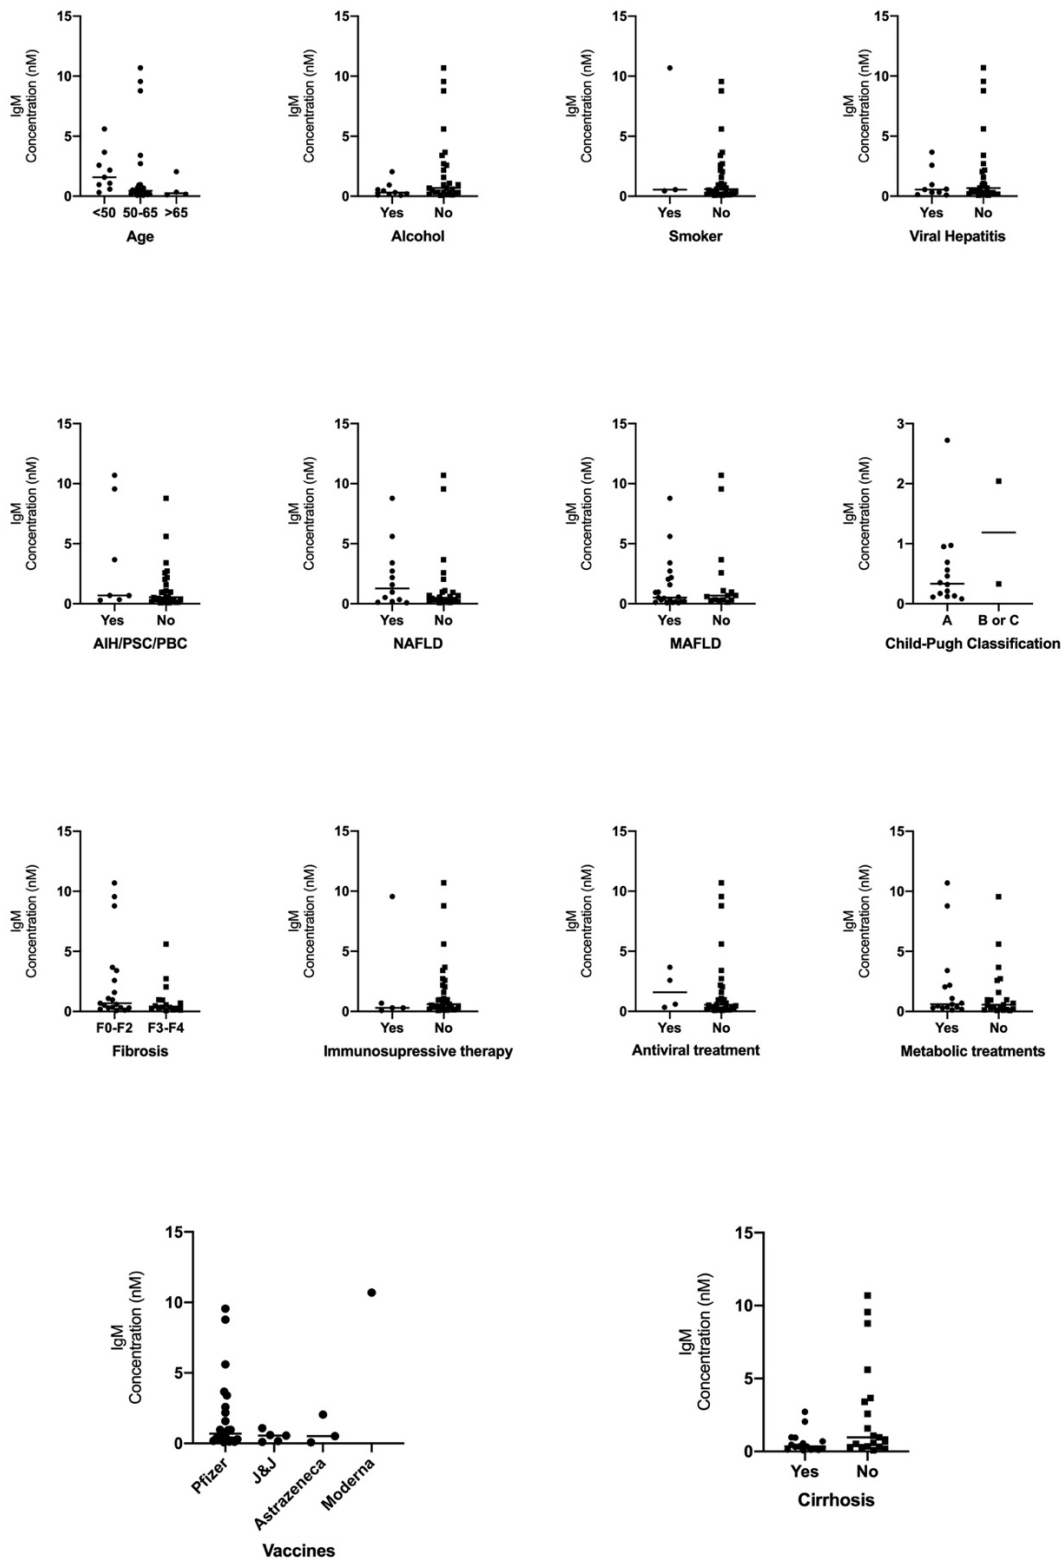 15
10
5
0
IgM
Concentration (nM)
<50 50-65 >65
Age
15
10
5
0
IgM
Concentration (nM)
Yes No
Alcohol
15
10
5
0
IgM
Concentration (nM)
Yes No
Smoker
15
10
5
0
IgM
Concentration (nM)
Yes No
Viral Hepatitis
15
10
5
0
IgM
Concentration (nM)
Yes No
AIH/PSC/PBC
15
10
5
0
IgM
Concentration (nM)
Yes No
NAFLD
15
10
5
0
IgM
Concentration (nM)
Yes No
MAFLD
3
2
1
0
IgM
Concentration (nM)
A B or C
Child-Pugh Classification
15
10
5
0
IgM
Concentration (nM)
F0-F2 F3-F4
Fibrosis
15
10
5
0
IgM
Concentration (nM)
Yes No
Immunosupressive therapy
15
10
5
0
IgM
Concentration (nM)
Yes No
Antiviral treatment
15
10
5
0
IgM
Concentration (nM)
Yes No
Metabolic treatments
15
10
5
0
IgM
Concentration (nM)
Pfizer
J&J
Astrazeneca
Moderna
Vaccines
15
10
5
0
IgM
Concentration (nM)
Yes No
Cirrhosis